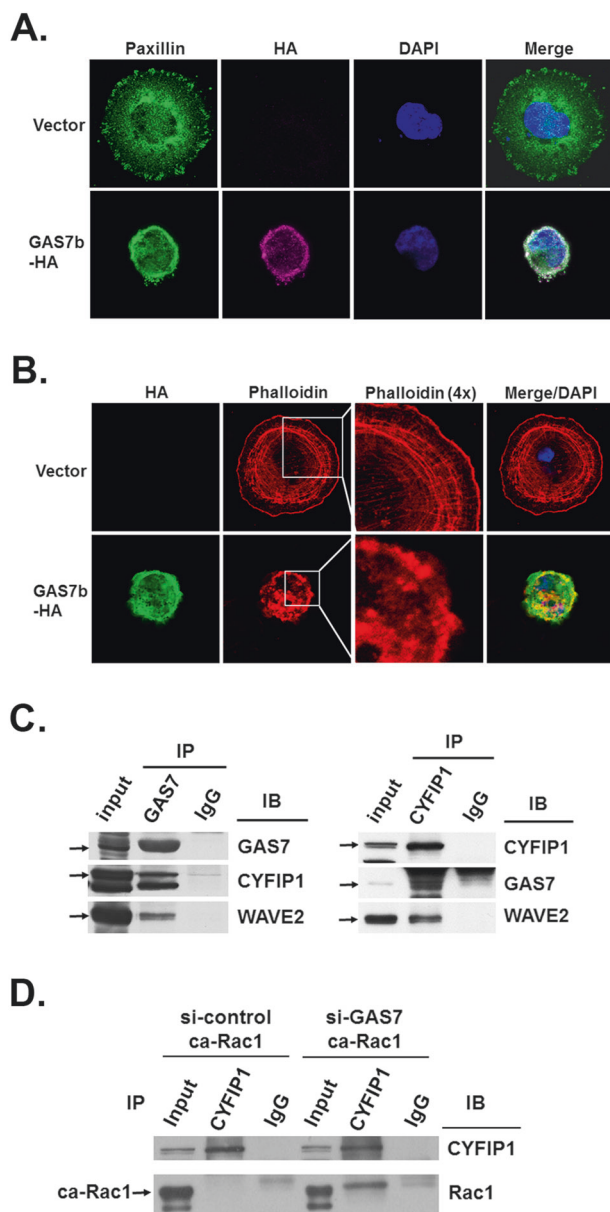 A.
Paxillin HA DAPI Merge
Vector
GAS7b
-HA
B.
HA Phalloidin Phalloidin (4x) Merge/DAPI
Vector
GAS7b
-HA
C.
IP
input GAS7 IgG IB
GAS7
CYFIP1
WAVE2
IP
input CYFIP1 IgG IB
CYFIP1
GAS7
WAVE2
D.
si-control si-GAS7
ca-Rac1 ca-Rac1
IP Input CYFIP1 IgG Input CYFIP1 IgG IB
CYFIP1
ca-Rac1 Rac1